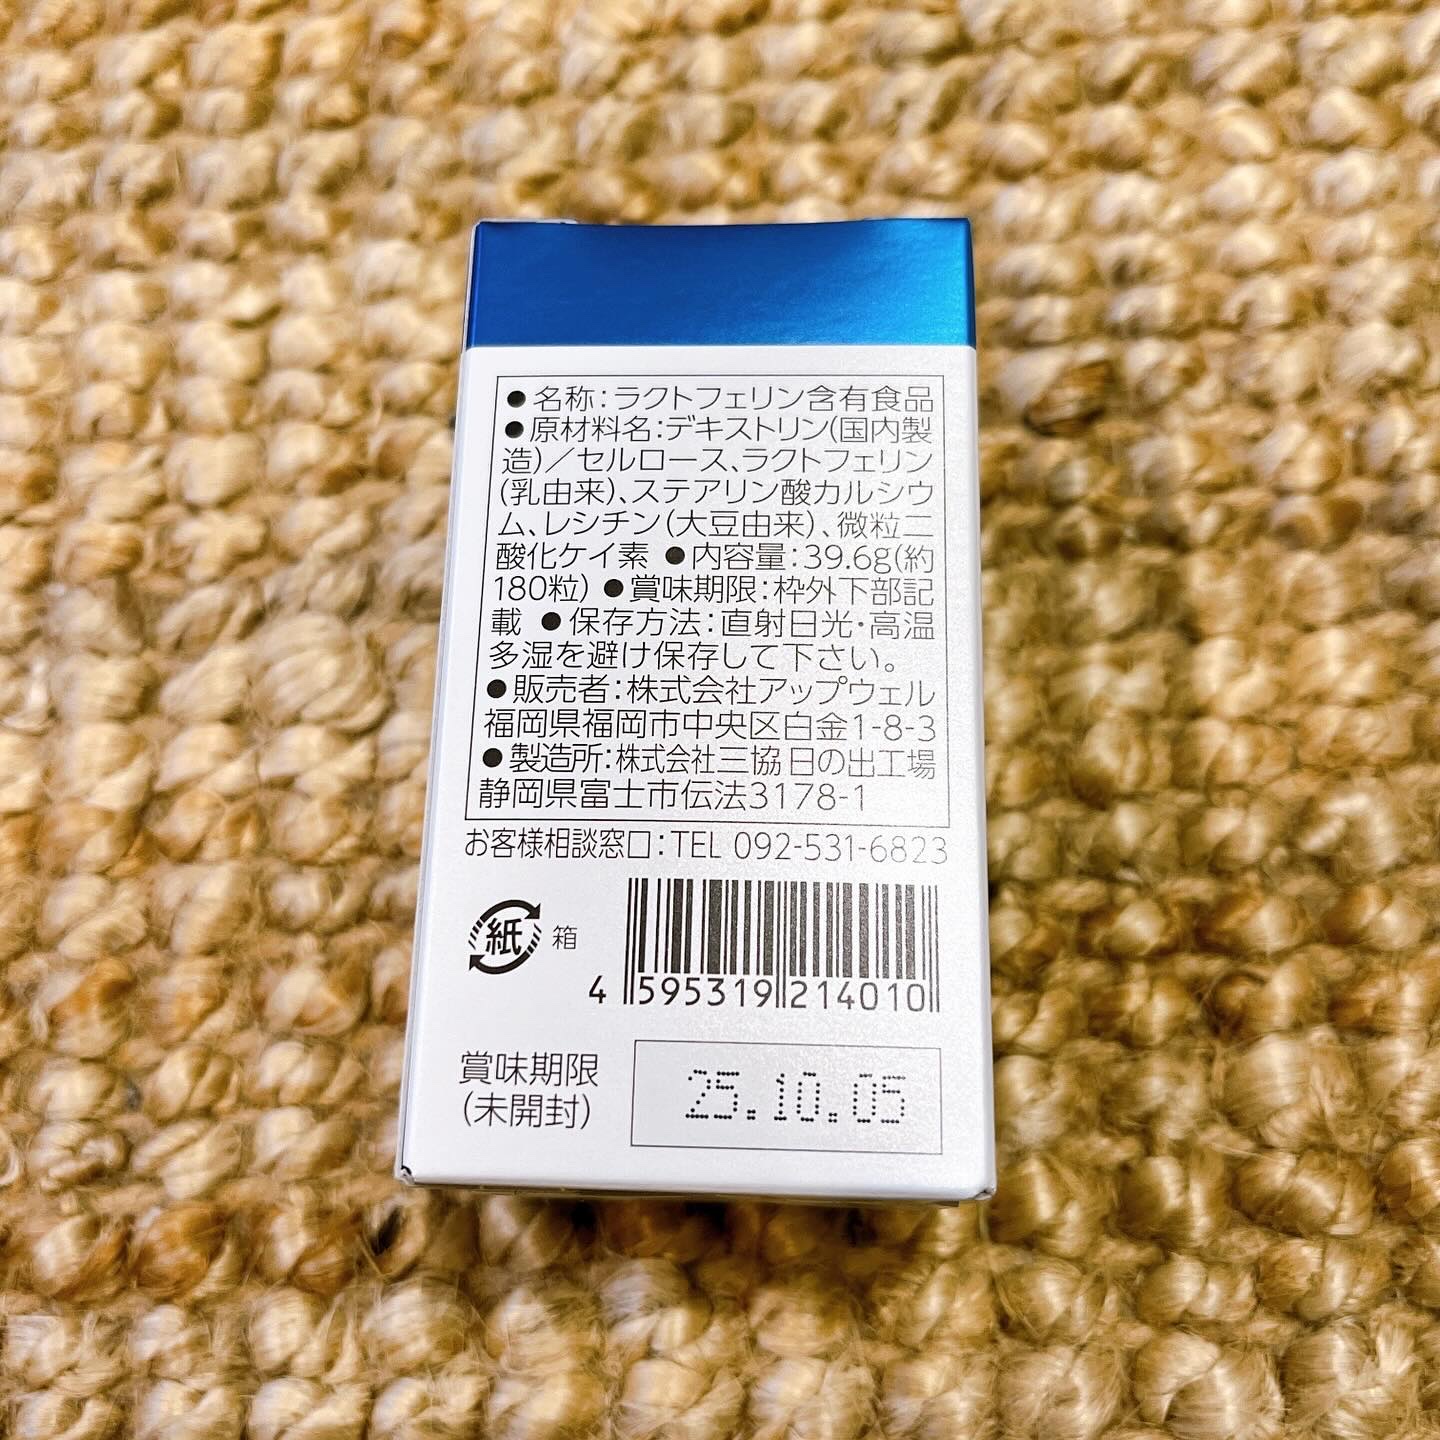 ●名称:ラクトフェリン含有食品
●原材料名:デキストリン(国内製
造)/セルロース、ラクトフェリン
(乳由来)、ステアリン酸カルシウ
ム、レシチン(大豆由来)、微粒二
酸化ケイ素 ●内容量:39.6g(約
180粒) ●賞味期限:枠外下部記
載 ●保存方法:直射日光・高温
多湿を避け保存して下さい。
●販売者:株式会社アップウェル
福岡県福岡市中央区白金1-8-3
●製造所:株式会社三協 日の出工場
静岡県富士市伝法3178-1
お客様相談窓口:TEL 092-531-6823
紙 箱
4 595319 214010
賞味期限
(未開封)
25.10.05